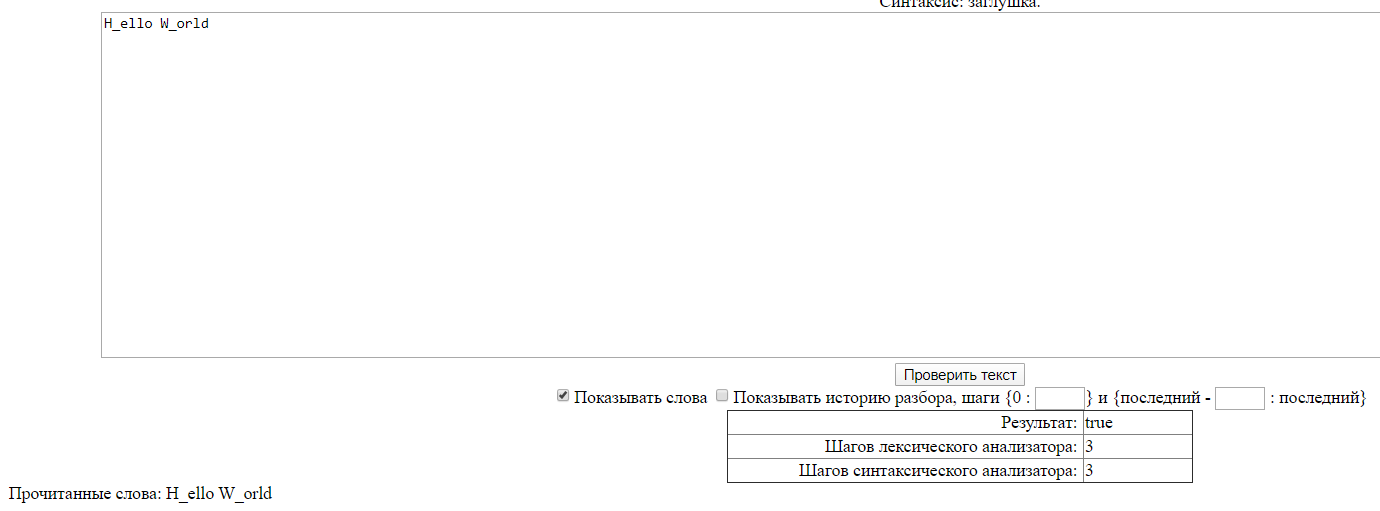 Синтаксис: заглушка.
H_ello W_orld
Проверить текст
Показывать слова Показывать историю разбора, шаги {0 : } и {последний - : последний}
Результат: true
Шагов лексического анализатора: 3
Шагов синтаксического анализатора: 3
Прочитанные слова: H_ello W_orld